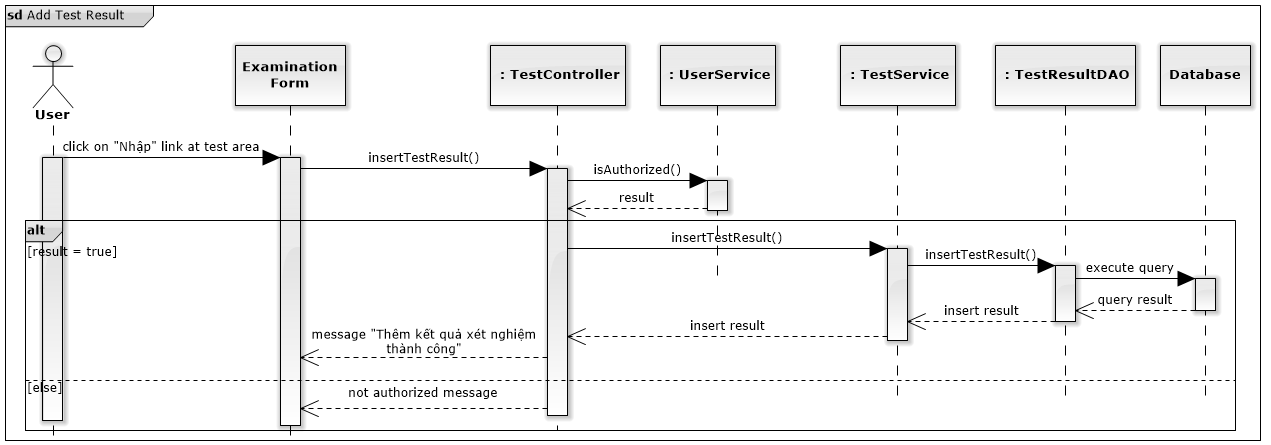 sd Add Test Result
Examination
Form
: TestController
: UserService
: TestService
: TestResultDAO
Database
User
click on "Nhập" link at test area
insertTestResult()
isAuthorized()
result
alt
[result = true]
insertTestResult()
insertTestResult()
execute query
query result
insert result
insert result
message "Thêm kết quả xét nghiệm
thành công"
[else]
not authorized message